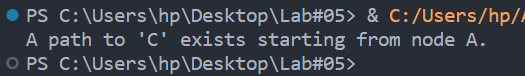 PS C:\Users\hp\Desktop\Lab#05> & C:/Users/hp/
A path to 'C' exists starting from node A.
PS C:\Users\hp\Desktop\Lab#05>